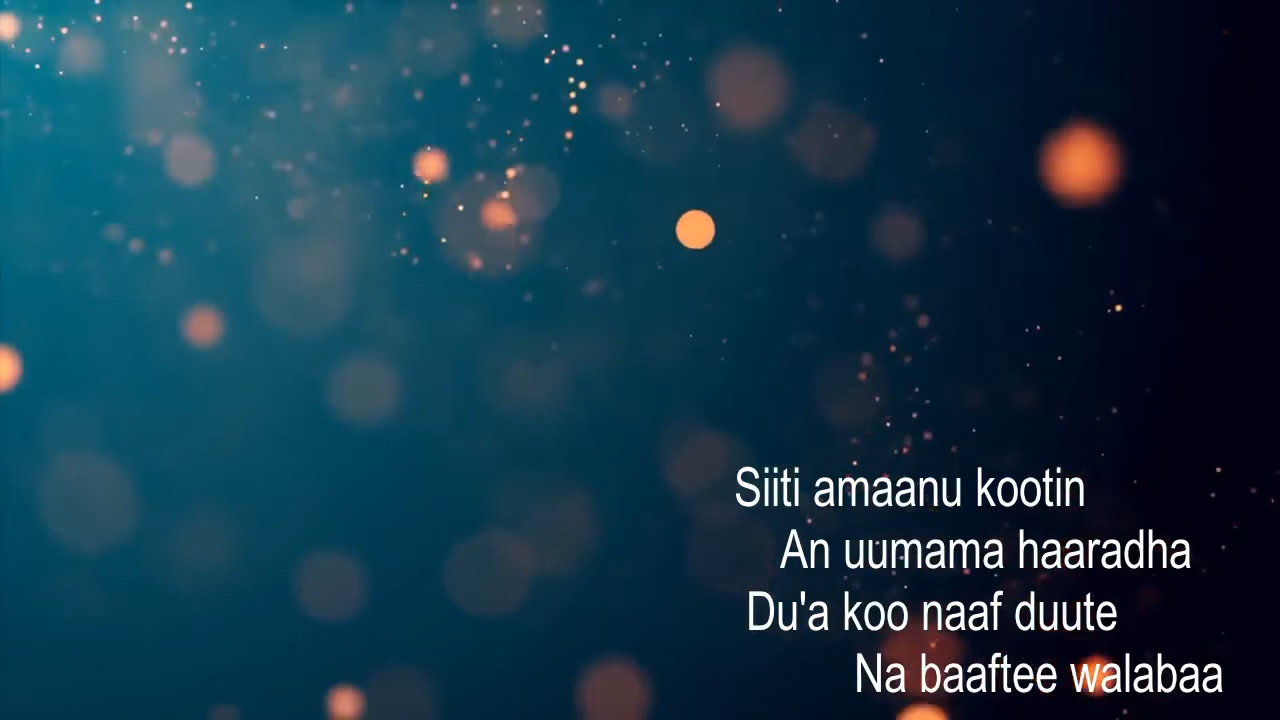 Siiti amaanu kootin
An uumama haaradha
Du'a koo naaf duute
Na baaftee walabaa